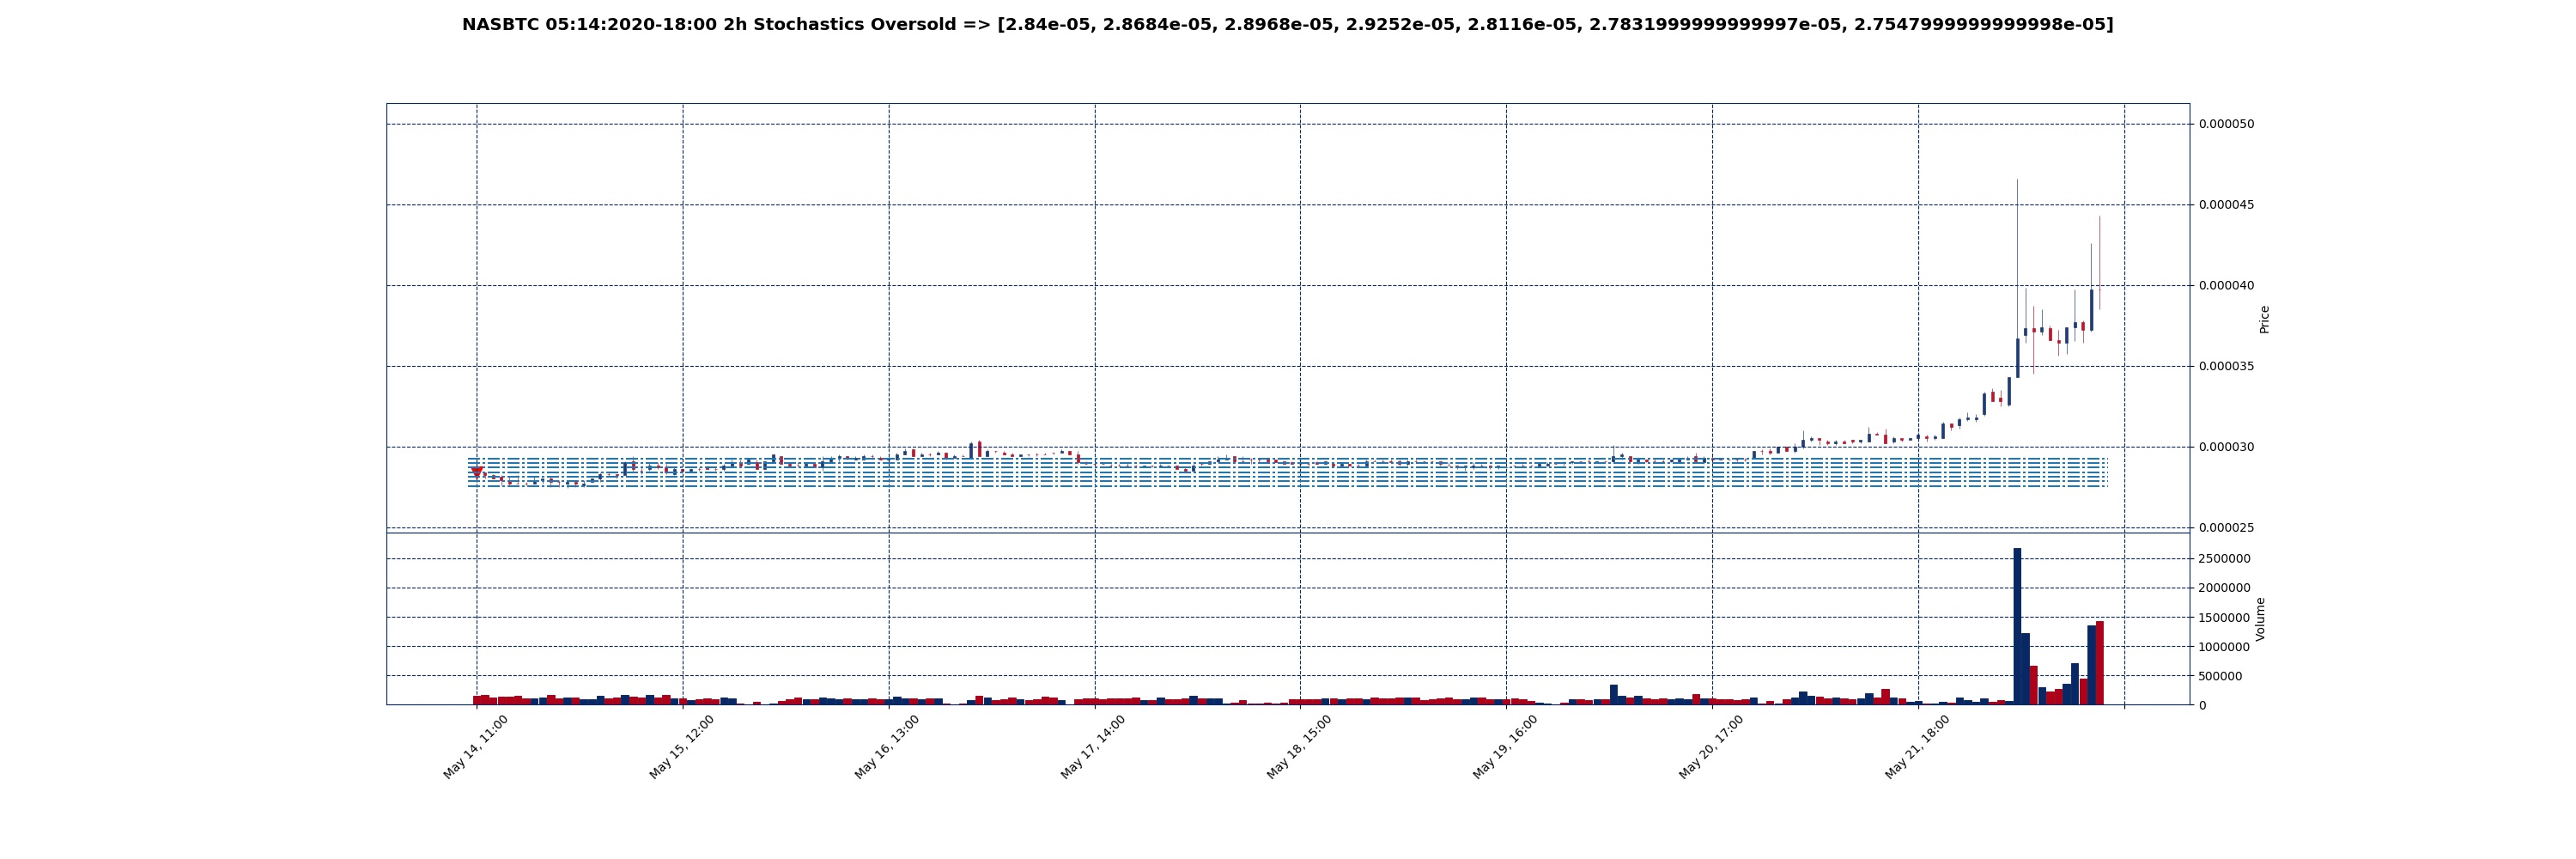 NASBTC 05:14:2020-18:00 2h Stochastics Oversold => [2.84e-05, 2.8684e-05, 2.8968e-05, 2.9252e-05, 2.8116e-05, 2.7831999999999997e-05, 2.7547999999999998e-05]
0.000050
0.000045
0.000040
0.000035
0.000030
0.000025
Price
2500000
2000000
1500000
1000000
500000
0
Volume
May 14, 11:00
May 15, 12:00
May 16, 13:00
May 17, 14:00
May 18, 15:00
May 19, 16:00
May 20, 17:00
May 21, 18:00